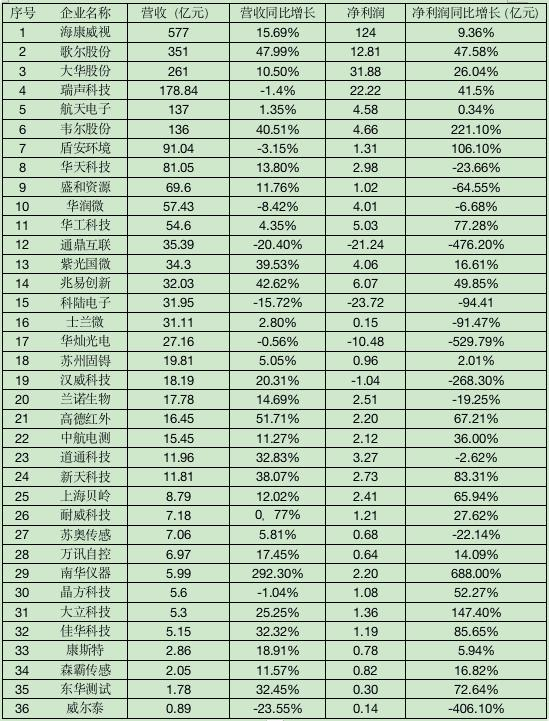 序号 企业名称 营收（亿元） 营收同比增长 净利润 净利润同比增长（亿元）
1 海康威视 577 15.69% 124 9.36%
2 歌尔股份 351 47.99% 12.81 47.58%
3 大华股份 261 10.50% 31.88 26.04%
4 瑞声科技 178.84 -1.4% 22.22 41.5%
5 航天电子 137 1.35% 4.58 0.34%
6 韦尔股份 136 40.51% 4.66 221.10%
7 盾安环境 91.04 -3.15% 1.31 106.10%
8 华天科技 81.05 13.80% 2.98 -23.66%
9 盛和资源 69.6 11.76% 1.02 -64.55%
10 华润微 57.43 -8.42% 4.01 -6.68%
11 华工科技 54.6 4.35% 5.03 77.28%
12 通鼎互联 35.39 -20.40% -21.24 -476.20%
13 紫光国微 34.3 39.53% 4.06 16.61%
14 兆易创新 32.03 42.62% 6.07 49.85%
15 科陆电子 31.95 -15.72% -23.72 -94.41
16 士兰微 31.11 2.80% 0.15 -91.47%
17 华灿光电 27.16 -0.56% -10.48 -529.79%
18 苏州固锝 19.81 5.05% 0.96 2.01%
19 汉威科技 18.19 20.31% -1.04 -268.30%
20 兰诺生物 17.78 14.69% 2.51 -19.25%
21 高德红外 16.45 51.71% 2.20 67.21%
22 中航电测 15.45 11.27% 2.12 36.00%
23 道通科技 11.96 32.83% 3.27 -2.62%
24 新天科技 11.81 38.07% 2.73 83.31%
25 上海贝岭 8.79 12.02% 2.41 65.94%
26 耐威科技 7.18 0，77% 1.21 27.62%
27 苏奥传感 7.06 5.81% 0.68 -22.14%
28 万讯自控 6.97 17.45% 0.64 14.09%
29 南华仪器 5.99 292.30% 2.20 688.00%
30 晶方科技 5.6 -1.04% 1.08 52.27%
31 大立科技 5.3 25.25% 1.36 147.40%
32 佳华科技 5.15 32.32% 1.19 85.65%
33 康斯特 2.86 18.91% 0.78 5.94%
34 森霸传感 2.05 11.57% 0.82 16.82%
35 东华测试 1.78 32.45% 0.30 72.64%
36 威尔泰 0.89 -23.55% 0.14 -406.10%